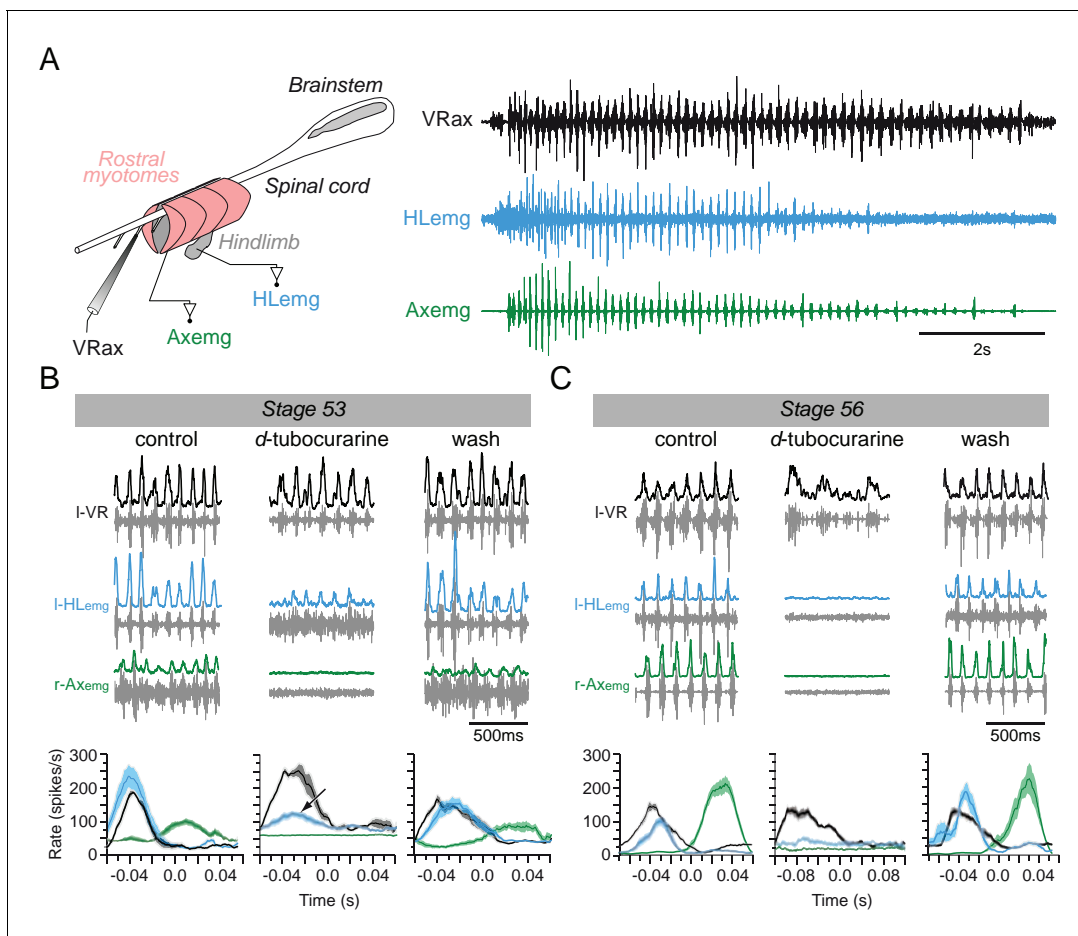 A
Brainstem
Rostral
myotomes
Spinal cord
Hindlimb
HLemg
Axemg
VRax
VRax
HLemg
Axemg
2s
B
Stage 53
control d-tubocurarine wash
l-VR
l-HLemg
r-Axemg
500ms
Rate (spikes/s)
300
200
100
0
-0.04 0.0 0.04
-0.04 0.0 0.04
-0.04 0.0 0.04
Time (s)
C
Stage 56
control d-tubocurarine wash
l-VR
l-HLemg
r-Axemg
500ms
300
200
100
0
-0.04 0.0 0.04
-0.08 0.0 0.08
-0.04 0.0 0.04
Time (s)